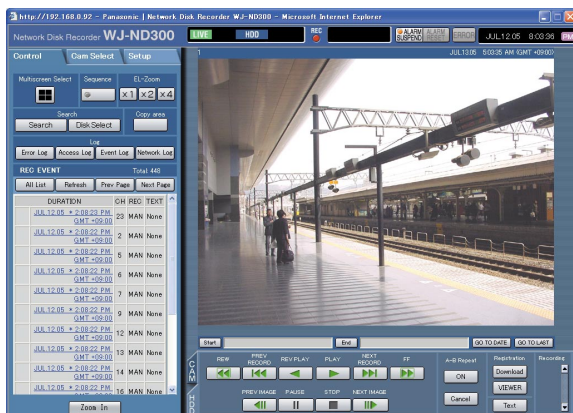 http://192.168.0.92 - Panasonic | Network Disk Recorder WJ-ND300 - Microsoft Internet Explorer
Network Disk Recorder WJ-ND300
LIVE HDD REC ALARM SUSPEND ALARM RESET ERROR JUL.12.05 8:03:36 PM
Control Cam Select Setup
1 JUL.13.05 5:03:35 AM (GMT +09:00)
Multiscreen Select Sequence EL-Zoom
x1 x2 x4
Search Copy area
Search Disk Select Copy
Log
Error Log Access Log Event Log Network Log
REC EVENT Total: 448
All List Refresh Prev Page Next Page
DURATION CH REC TEXT
JUL.12.05 * 2:08:23 PM GMT +09:00 23 MAN None
JUL.12.05 * 2:08:22 PM GMT +09:00 2 MAN None
JUL.12.05 * 2:08:22 PM GMT +09:00 5 MAN None
JUL.12.05 * 2:08:22 PM GMT +09:00 6 MAN None
JUL.12.05 * 2:08:22 PM GMT +09:00 7 MAN None
JUL.12.05 * 2:08:22 PM GMT +09:00 9 MAN None
JUL.12.05 * 2:08:22 PM GMT +09:00 12 MAN None
JUL.12.05 * 2:08:22 PM GMT +09:00 13 MAN None
JUL.12.05 * 2:08:22 PM GMT +09:00 14 MAN None
JUL.12.05 * 2:08:22 PM 16 MAN None
Zoom In
Start End GO TO DATE GO TO LAST
CAM
HDD
REW PREV RECORD REV PLAY PLAY NEXT RECORD FF
PREV IMAGE PAUSE STOP NEXT IMAGE
A-B Repeat
ON
Cancel
Registration
Download
VIEWER
Text
Recording